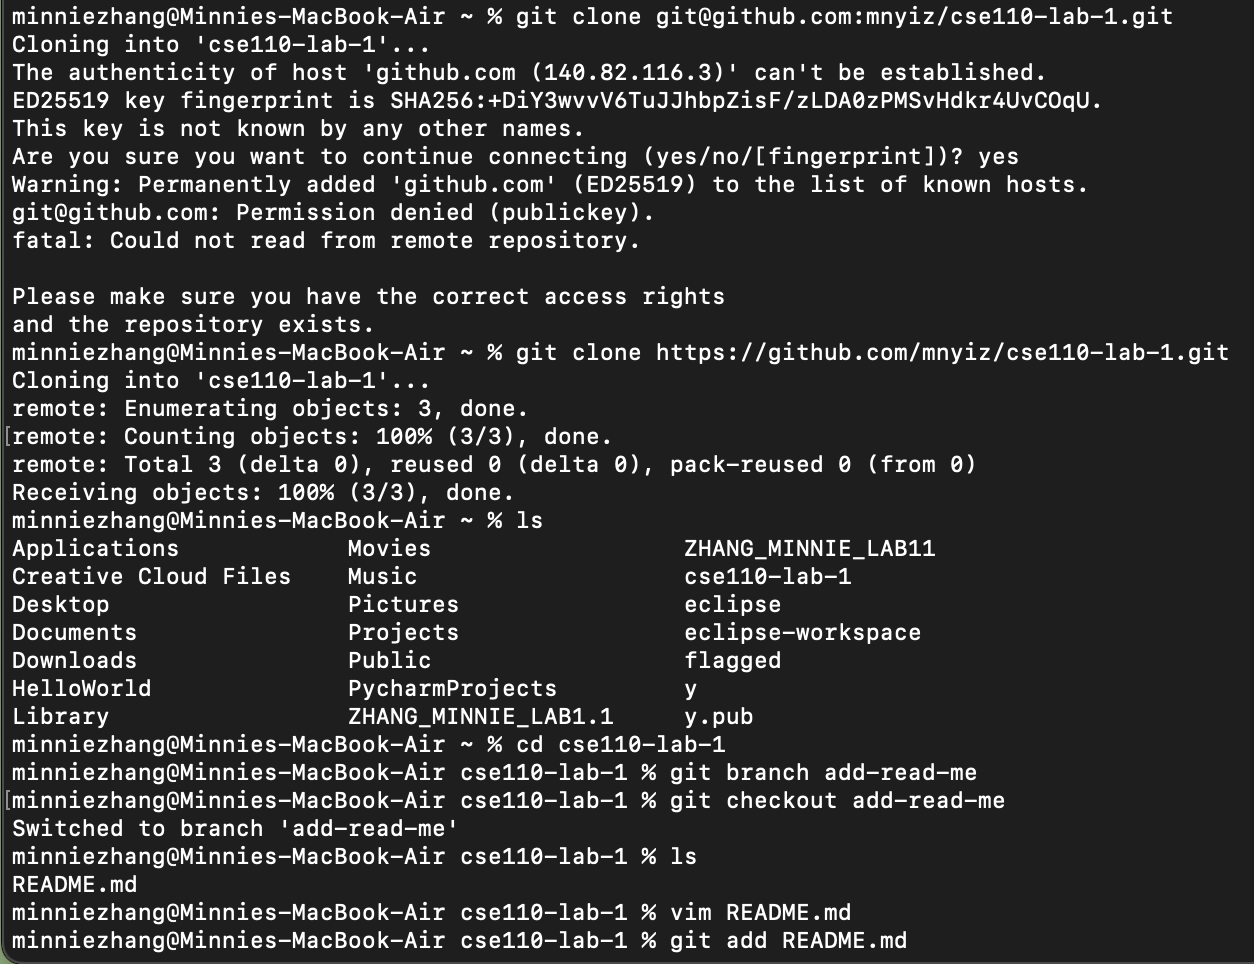 minniezhang@Minnies-MacBook-Air ~ % git clone git@github.com:mnyiz/cse110-lab-1.git
Cloning into 'cse110-lab-1'...
The authenticity of host 'github.com (140.82.116.3)' can't be established.
ED25519 key fingerprint is SHA256:+DiY3wvvV6TuJJhbpZisF/zLDA0zPMSvHdkr4UvCOqU.
This key is not known by any other names.
Are you sure you want to continue connecting (yes/no/[fingerprint])? yes
Warning: Permanently added 'github.com' (ED25519) to the list of known hosts.
git@github.com: Permission denied (publickey).
fatal: Could not read from remote repository.

Please make sure you have the correct access rights
and the repository exists.
minniezhang@Minnies-MacBook-Air ~ % git clone https://github.com/mnyiz/cse110-lab-1.git
Cloning into 'cse110-lab-1'...
remote: Enumerating objects: 3, done.
[remote: Counting objects: 100% (3/3), done.
remote: Total 3 (delta 0), reused 0 (delta 0), pack-reused 0 (from 0)
Receiving objects: 100% (3/3), done.
minniezhang@Minnies-MacBook-Air ~ % ls
Applications Movies ZHANG_MINNIE_LAB11
Creative Cloud Files Music cse110-lab-1
Desktop Pictures eclipse
Documents Projects eclipse-workspace
Downloads Public flagged
HelloWorld PycharmProjects y
Library ZHANG_MINNIE_LAB1.1 y.pub
minniezhang@Minnies-MacBook-Air ~ % cd cse110-lab-1
minniezhang@Minnies-MacBook-Air cse110-lab-1 % git branch add-read-me
[minniezhang@Minnies-MacBook-Air cse110-lab-1 % git checkout add-read-me
Switched to branch 'add-read-me'
minniezhang@Minnies-MacBook-Air cse110-lab-1 % ls
README.md
minniezhang@Minnies-MacBook-Air cse110-lab-1 % vim README.md
minniezhang@Minnies-MacBook-Air cse110-lab-1 % git add README.md